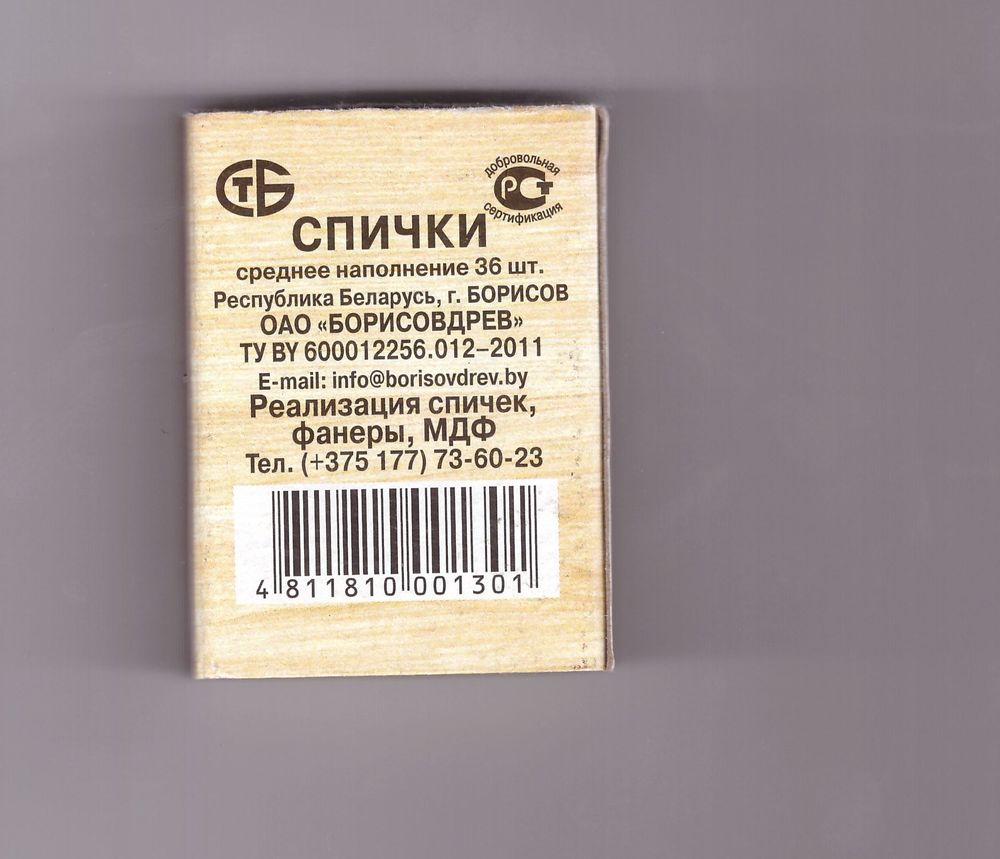 СТБ
добровольная
РСТ
сертификация
СПИЧКИ
среднее наполнение 36 шт.
Республика Беларусь, г. БОРИСОВ
ОАО «БОРИСОВДРЕВ»
ТУ BY 600012256.012–2011
E-mail: info@borisovdrev.by
Реализация спичек,
фанеры, МДФ
Тел. (+375 177) 73-60-23
4 811810 001301